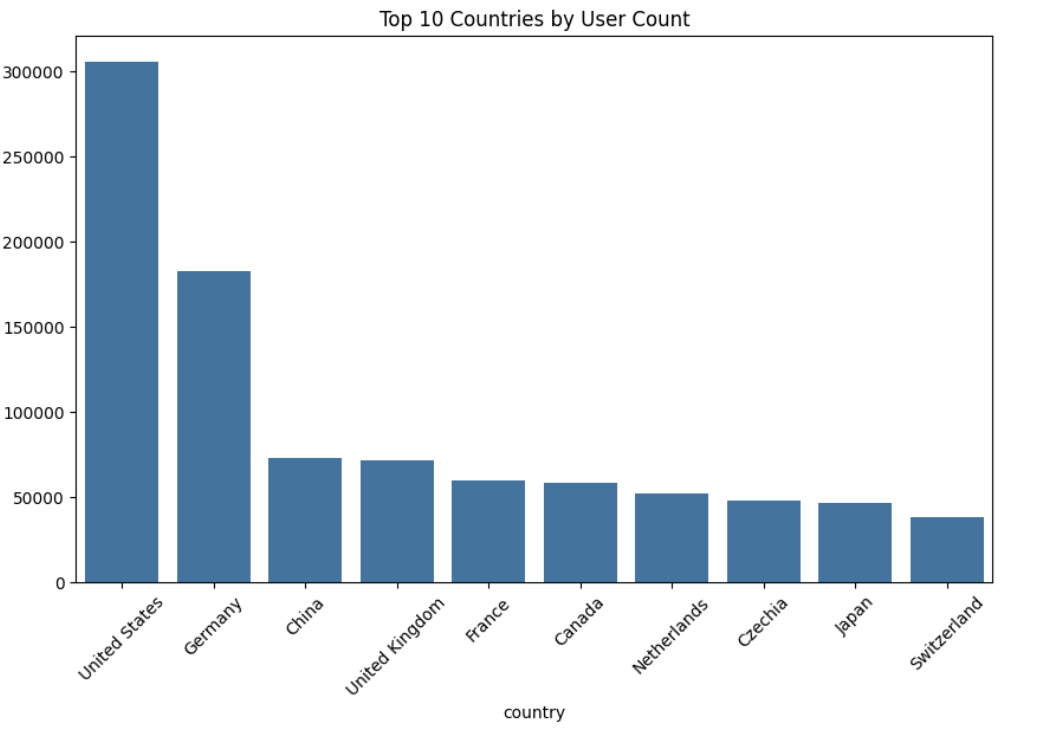 Top 10 Countries by User Count
300000
250000
200000
150000
100000
50000
0
United States
Germany
China
United Kingdom
France
Canada
Netherlands
Czechia
Japan
Switzerland
country